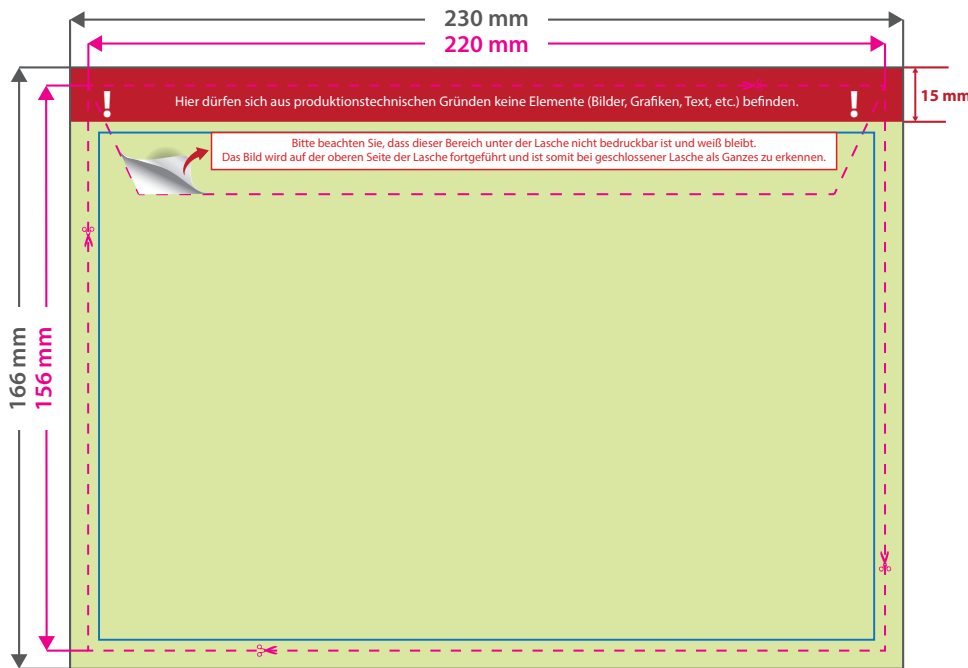 230 mm
220 mm
! Hier dürfen sich aus produktionstechnischen Gründen keine Elemente (Bilder, Grafiken, Text, etc.) befinden. !
15 mm
Bitte beachten Sie, dass dieser Bereich unter der Lasche nicht bedruckbar ist und weiß bleibt.
Das Bild wird auf der oberen Seite der Lasche fortgeführt und ist somit bei geschlossener Lasche als Ganzes zu erkennen.
166 mm
156 mm